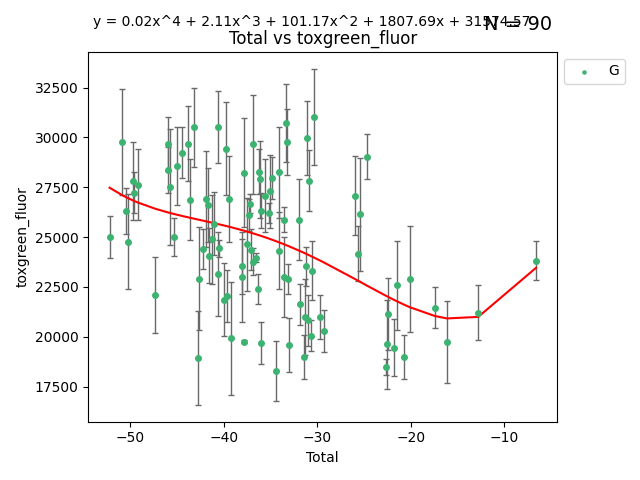 y = 0.02x^4 + 2.11x^3 + 101.17x^2 + 1807.69x +
N = 90
Total vs toxgreen_fluor
G
32500
30000
27500
25000
22500
20000
17500
toxgreen_fluor
−50
−40
−30
−20
−10
Total